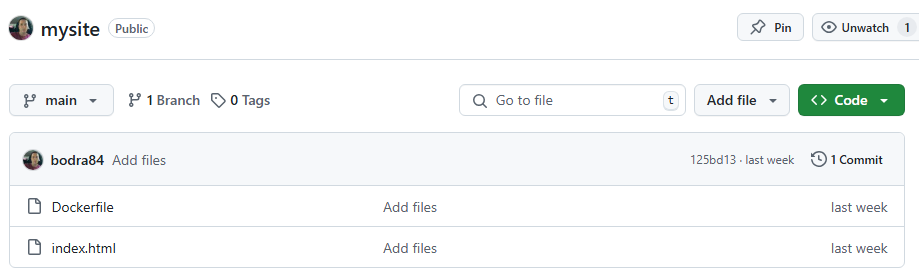 mysite Public Pin Unwatch 1
main 1 Branch 0 Tags Go to file t Add file Code
bodra84 Add files 125bd13 · last week 1 Commit
Dockerfile Add files last week
index.html Add files last week